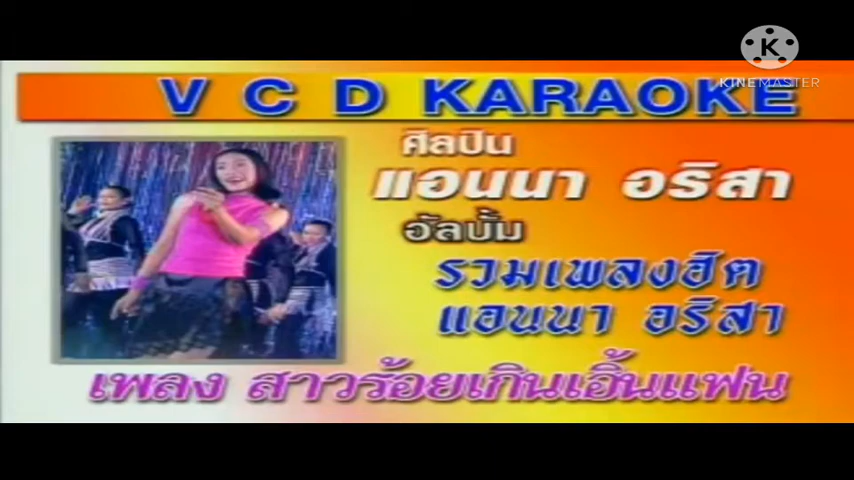 K
KINEMASTER
V C D KARAOKE
ศิลปิน
แอนนา อริสา
อัลบั้ม
รวมเพลงฮิต
แอนนา อริสา
เพลง สาวร้อยเกินเอิ้นแฟน